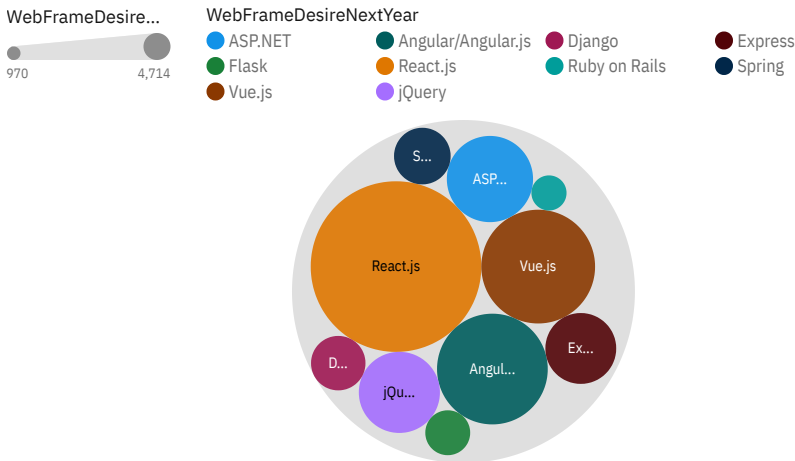 WebFrameDesire...
970
4,714
WebFrameDesireNextYear
ASP.NET
Angular/Angular.js
Django
Express
Flask
React.js
Ruby on Rails
Spring
Vue.js
jQuery
S...
ASP...
React.js
Vue.js
Ex...
D...
Angul...
jQu...